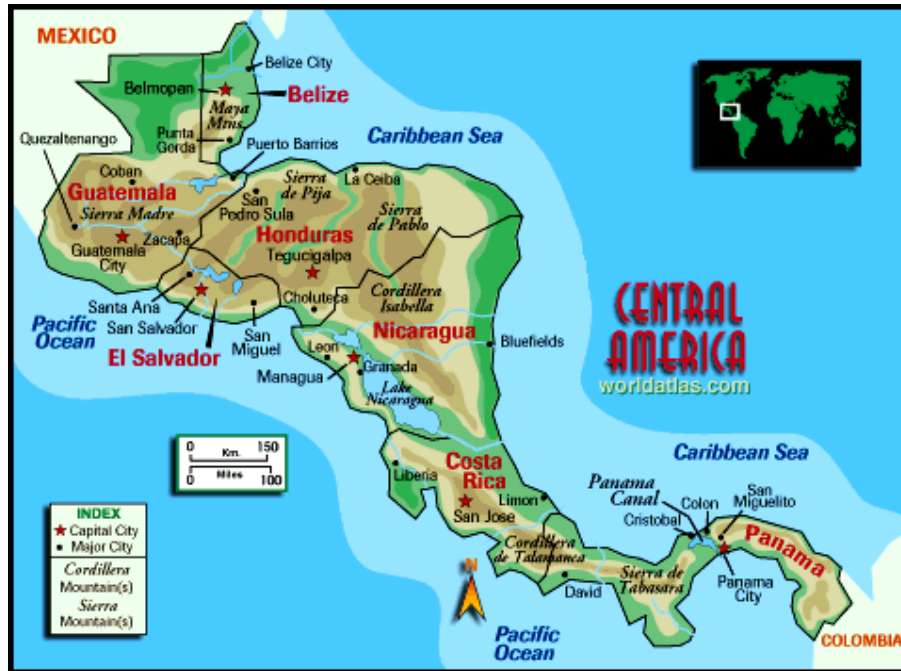 MEXICO
Belize City
Belmopan
Belize
Maya
Mtns.
Caribbean Sea
Quezaltenango
Punta
Gorda
Puerto Barrios
Coban
Sierra
de Pija
La Ceiba
Guatemala
San
Pedro Sula
Sierra
de Pablo
Sierra Madre
Honduras
Zacapa
Guatemala
City
Tegucigalpa
Cordillera
Isabella
Santa Ana
Choluteca
San Salvador
Pacific
Ocean
El Salvador
San
Miguel
Nicaragua
Leon
Bluefields
Managua
Granada
Lake
Nicaragua
CENTRAL
AMERICA
worldatlas.com
0 Km. 150
0 Miles 100
Caribbean Sea
Costa
Rica
Liberia
Limon
San Jose
Panama
Canal
Colon
San
Miguelito
Cristobal
Panama
Cordillera
de Talamanca
Sierra de
Tabasara
Panama
City
David
N
Pacific
Ocean
COLOMBIA
INDEX
Capital City
Major City
Cordillera
Mountain(s)
Sierra
Mountain(s)